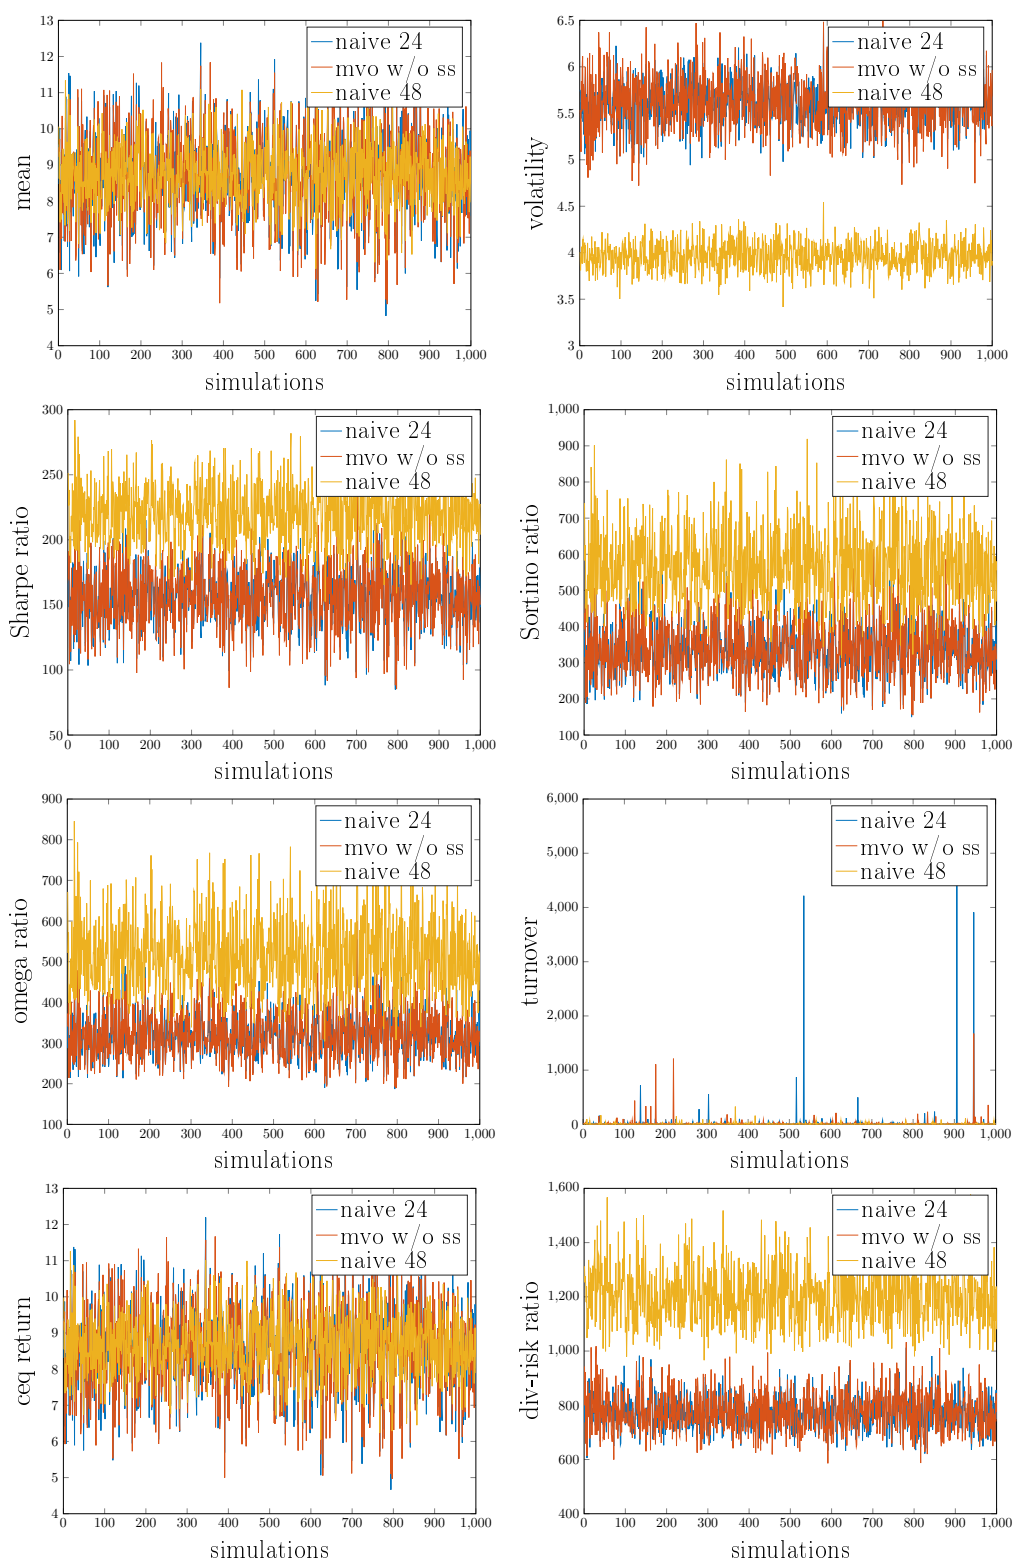 13
12
11
10
9
8
7
6
5
4
0 100 200 300 400 500 600 700 800 900 1,000
mean
simulations
naive 24
mvo w/o ss
naive 48
6.5
6
5.5
5
4.5
4
3.5
3
0 100 200 300 400 500 600 700 800 900 1,000
volatility
simulations
naive 24
mvo w/o ss
naive 48
300
250
200
150
100
50
0 100 200 300 400 500 600 700 800 900 1,000
Sharpe ratio
simulations
naive 24
mvo w/o ss
naive 48
1,000
900
800
700
600
500
400
300
200
100
0 100 200 300 400 500 600 700 800 900 1,000
Sortino ratio
simulations
naive 24
mvo w/o ss
naive 48
900
800
700
600
500
400
300
200
100
0 100 200 300 400 500 600 700 800 900 1,000
omega ratio
simulations
naive 24
mvo w/o ss
naive 48
6,000
5,000
4,000
3,000
2,000
1,000
0
0 100 200 300 400 500 600 700 800 900 1,000
turnover
simulations
naive 24
mvo w/o ss
naive 48
13
12
11
10
9
8
7
6
5
4
0 100 200 300 400 500 600 700 800 900 1,000
ceq return
simulations
naive 24
mvo w/o ss
naive 48
1,600
1,400
1,200
1,000
800
600
400
0 100 200 300 400 500 600 700 800 900 1,000
div-risk ratio
simulations
naive 24
mvo w/o ss
naive 48